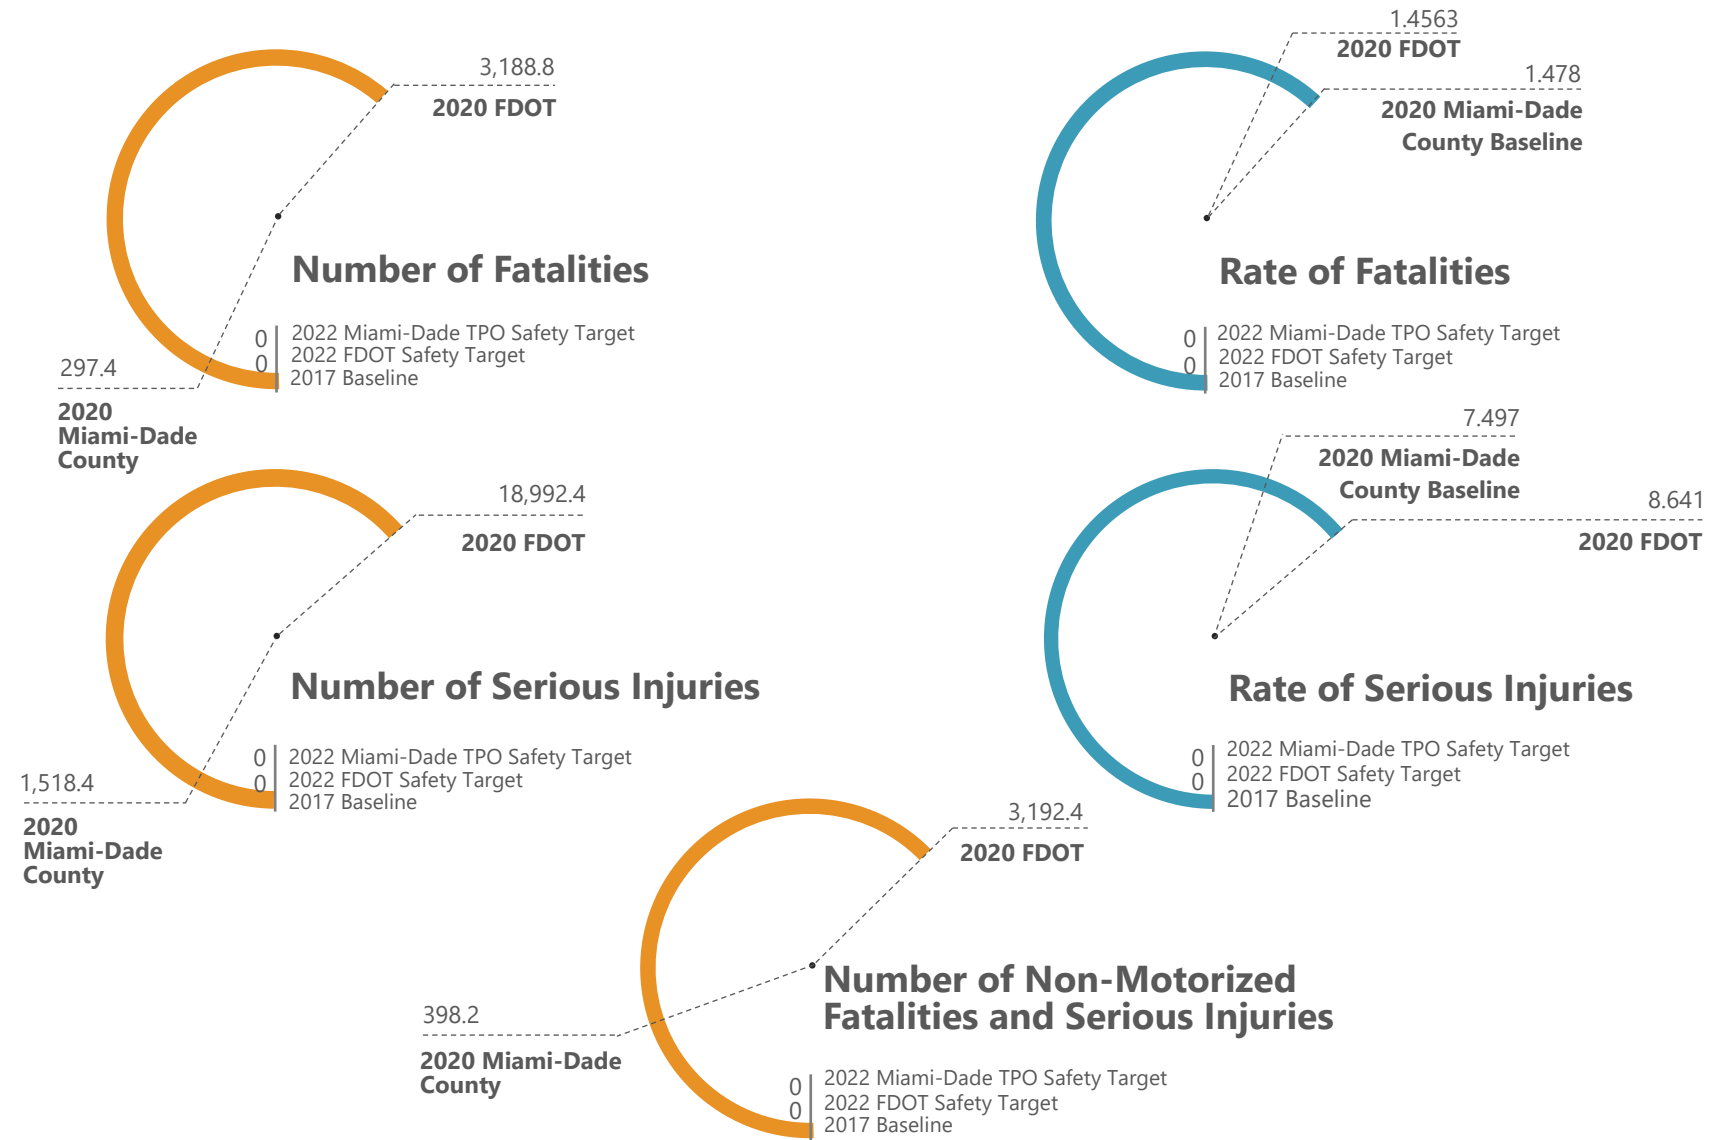 3,188.8
2020 FDOT
Number of Fatalities
0
2022 Miami-Dade TPO Safety Target
0
2022 FDOT Safety Target
2017 Baseline
297.4
2020
Miami-Dade
County
1.4563
2020 FDOT
1.478
2020 Miami-Dade
County Baseline
Rate of Fatalities
0
2022 Miami-Dade TPO Safety Target
0
2022 FDOT Safety Target
2017 Baseline
18,992.4
2020 FDOT
Number of Serious Injuries
0
2022 Miami-Dade TPO Safety Target
0
2022 FDOT Safety Target
2017 Baseline
1,518.4
2020
Miami-Dade
County
7.497
2020 Miami-Dade
County Baseline
8.641
2020 FDOT
Rate of Serious Injuries
0
2022 Miami-Dade TPO Safety Target
0
2022 FDOT Safety Target
2017 Baseline
3,192.4
2020 FDOT
Number of Non-Motorized
Fatalities and Serious Injuries
398.2
2020 Miami-Dade
County
0
2022 Miami-Dade TPO Safety Target
0
2022 FDOT Safety Target
2017 Baseline